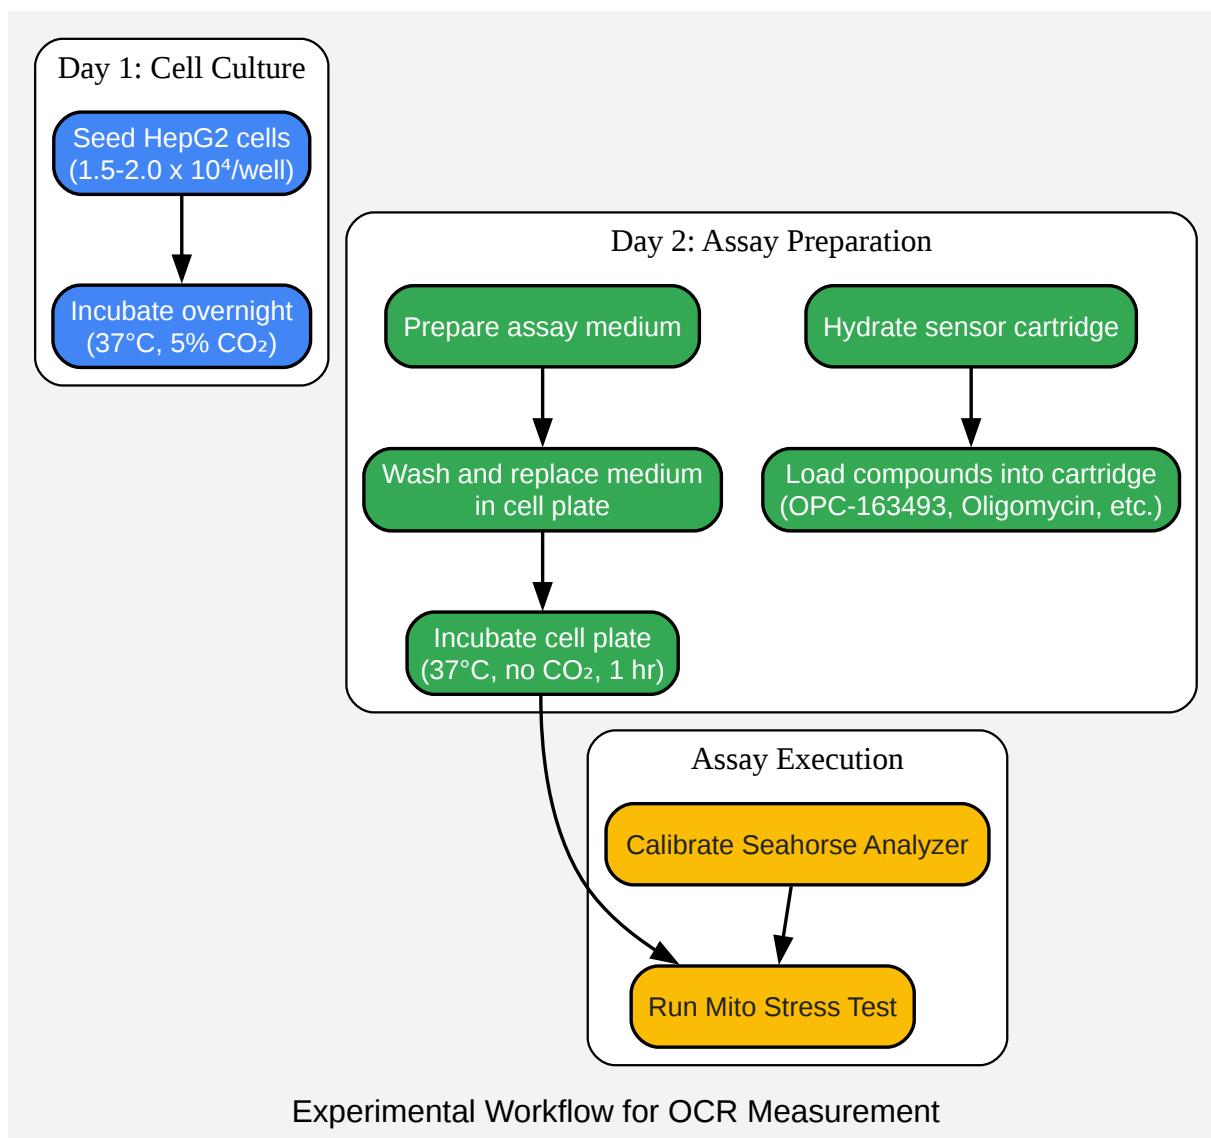 Day 1: Cell Culture
Seed HepG2 cells
(1.5-2.0 x 10⁴/well)
Incubate overnight
(37°C, 5% CO₂)
Day 2: Assay Preparation
Prepare assay medium
Wash and replace medium
in cell plate
Incubate cell plate
(37°C, no CO₂, 1 hr)
Hydrate sensor cartridge
Load compounds into cartridge
(OPC-163493, Oligomycin, etc.)
Assay Execution
Calibrate Seahorse Analyzer
Run Mito Stress Test
Experimental Workflow for OCR Measurement